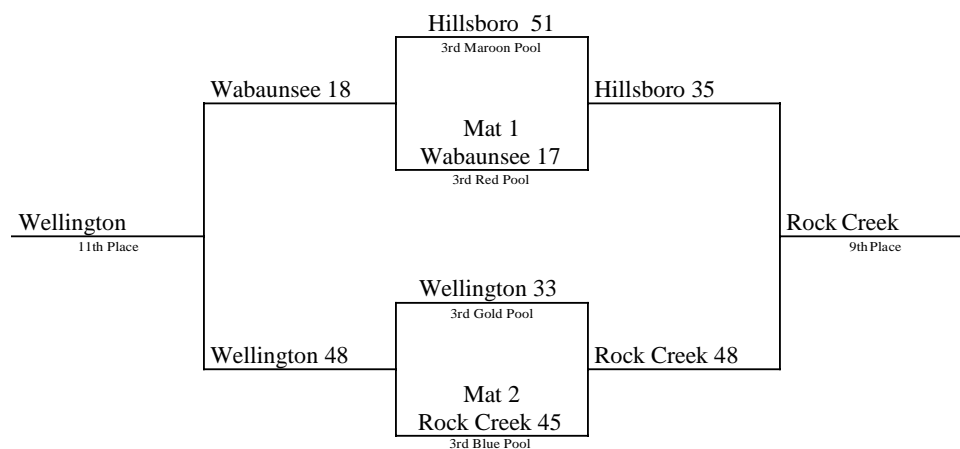 Hillsboro 51
3rd Maroon Pool
Wabaunsee 18
Hillsboro 35
Mat 1
Wabaunsee 17
3rd Red Pool
Wellington
Rock Creek
11th Place
9th Place
Wellington 33
3rd Gold Pool
Wellington 48
Rock Creek 48
Mat 2
Rock Creek 45
3rd Blue Pool